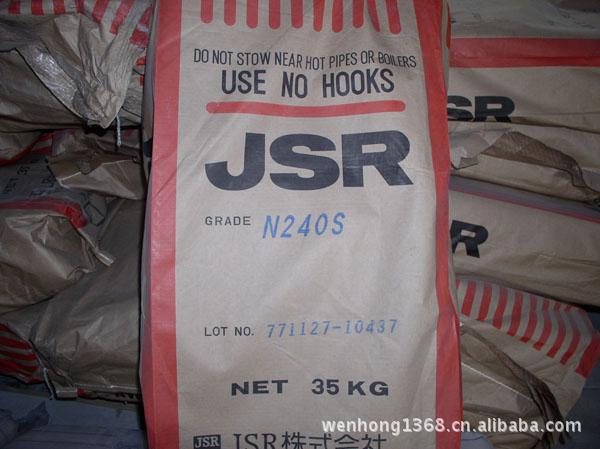 DO NOT STOW NEAR HOT PIPES OR BOILERS
USE NO HOOKS
JSR
GRADE N240S
LOT NO. 771127-10437
NET 35 KG
JSR JSR株式会社
SR
R
wenhong1368.cn.alibaba.com